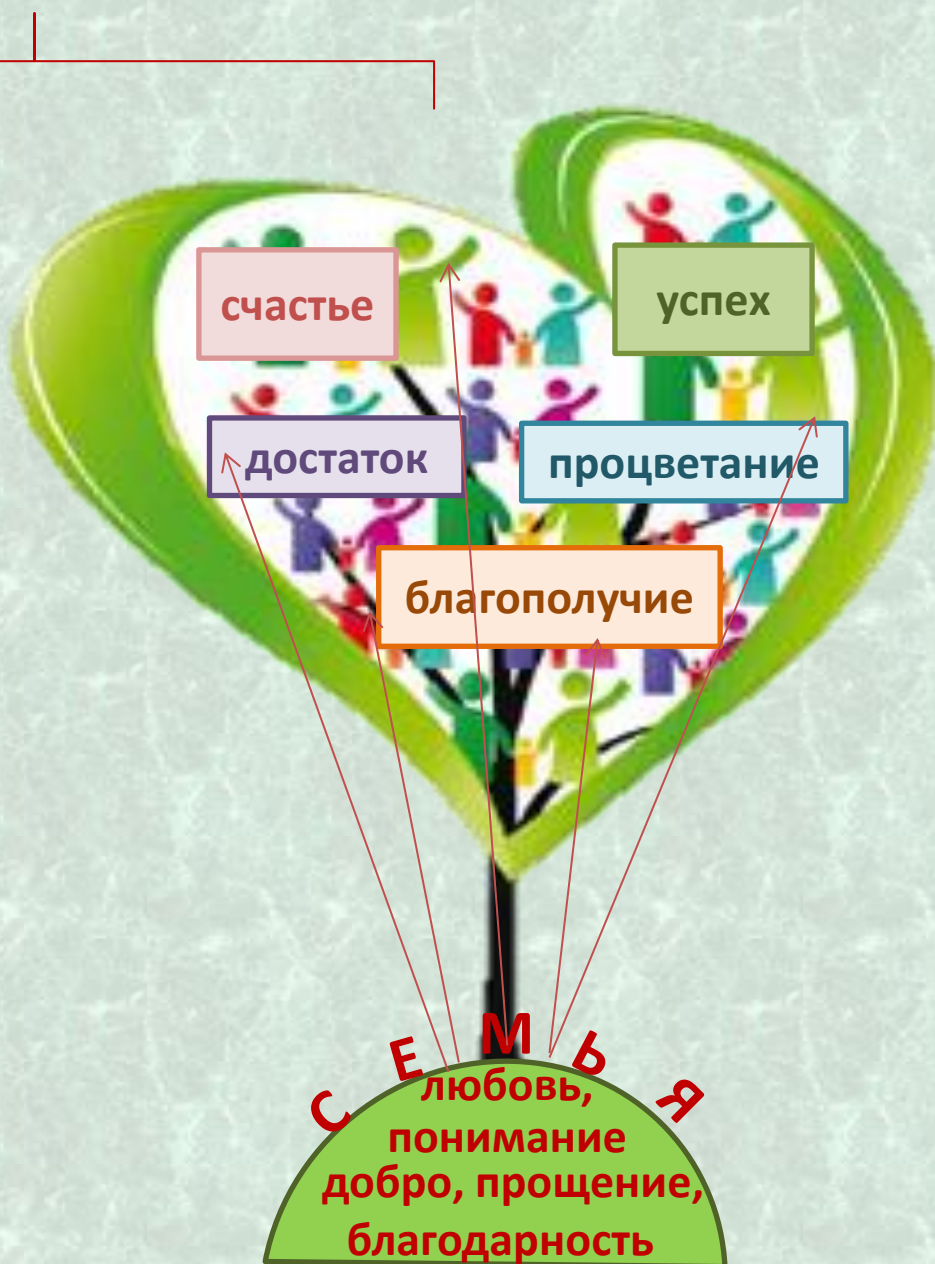 счастье
успех
достаток
процветание
благополучие
СЕМЬЯ
любовь,
понимание
добро, прощение,
благодарность